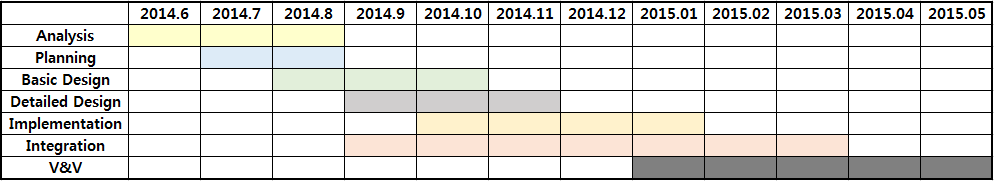 2014.6 2014.7 2014.8 2014.9 2014.10 2014.11 2014.12 2015.01 2015.02 2015.03 2015.04 2015.05
Analysis
Planning
Basic Design
Detailed Design
Implementation
Integration
V&V